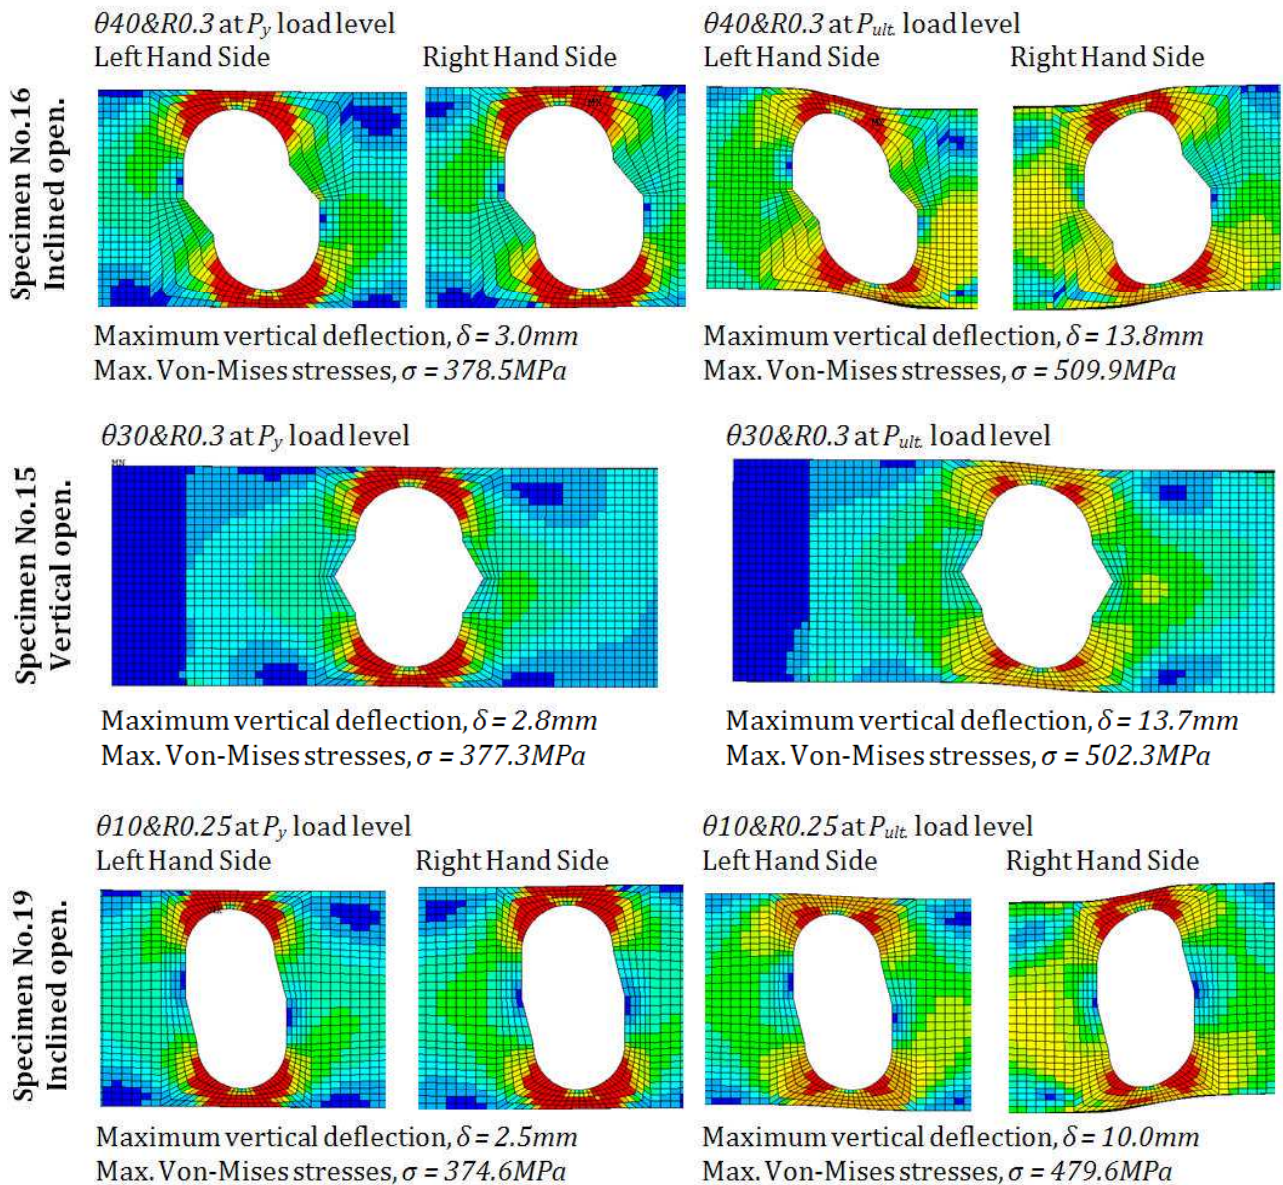 Specimen No.16
Inclined open.
θ40&R0.3 at Py load level
Left Hand Side
Right Hand Side
θ40&R0.3 at Pult. load level
Left Hand Side
Right Hand Side
MX
MX
Maximum vertical deflection, δ = 3.0mm
Max. Von-Mises stresses, σ = 378.5MPa
Maximum vertical deflection, δ = 13.8mm
Max. Von-Mises stresses, σ = 509.9MPa
Specimen No.15
Vertical open.
θ30&R0.3 at Py load level
θ30&R0.3 at Pult. load level
MN
Maximum vertical deflection, δ = 2.8mm
Max. Von-Mises stresses, σ = 377.3MPa
Maximum vertical deflection, δ = 13.7mm
Max. Von-Mises stresses, σ = 502.3MPa
Specimen No.19
Inclined open.
θ10&R0.25 at Py load level
Left Hand Side
Right Hand Side
θ10&R0.25 at Pult. load level
Left Hand Side
Right Hand Side
Maximum vertical deflection, δ = 2.5mm
Max. Von-Mises stresses, σ = 374.6MPa
Maximum vertical deflection, δ = 10.0mm
Max. Von-Mises stresses, σ = 479.6MPa